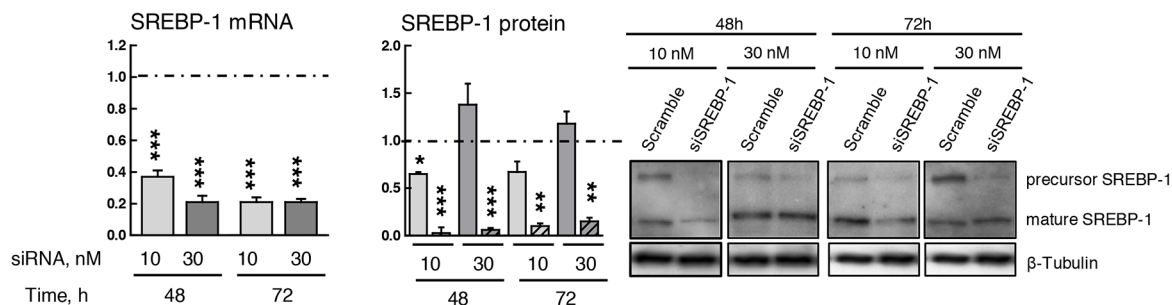 SREBP-1 mRNA
1.2
1.0
0.8
0.6
0.4
0.2
0.0
***
***
***
***
siRNA, nM
10
30
10
30
Time, h
48
72
SREBP-1 protein
2.0
1.5
1.0
0.5
0.0
*
***
***
**
**
10
30
10
30
48
72
48h
72h
10 nM
30 nM
10 nM
30 nM
Scramble
siSREBP-1
Scramble
siSREBP-1
Scramble
siSREBP-1
Scramble
siSREBP-1
precursor SREBP-1
mature SREBP-1
β-Tubulin